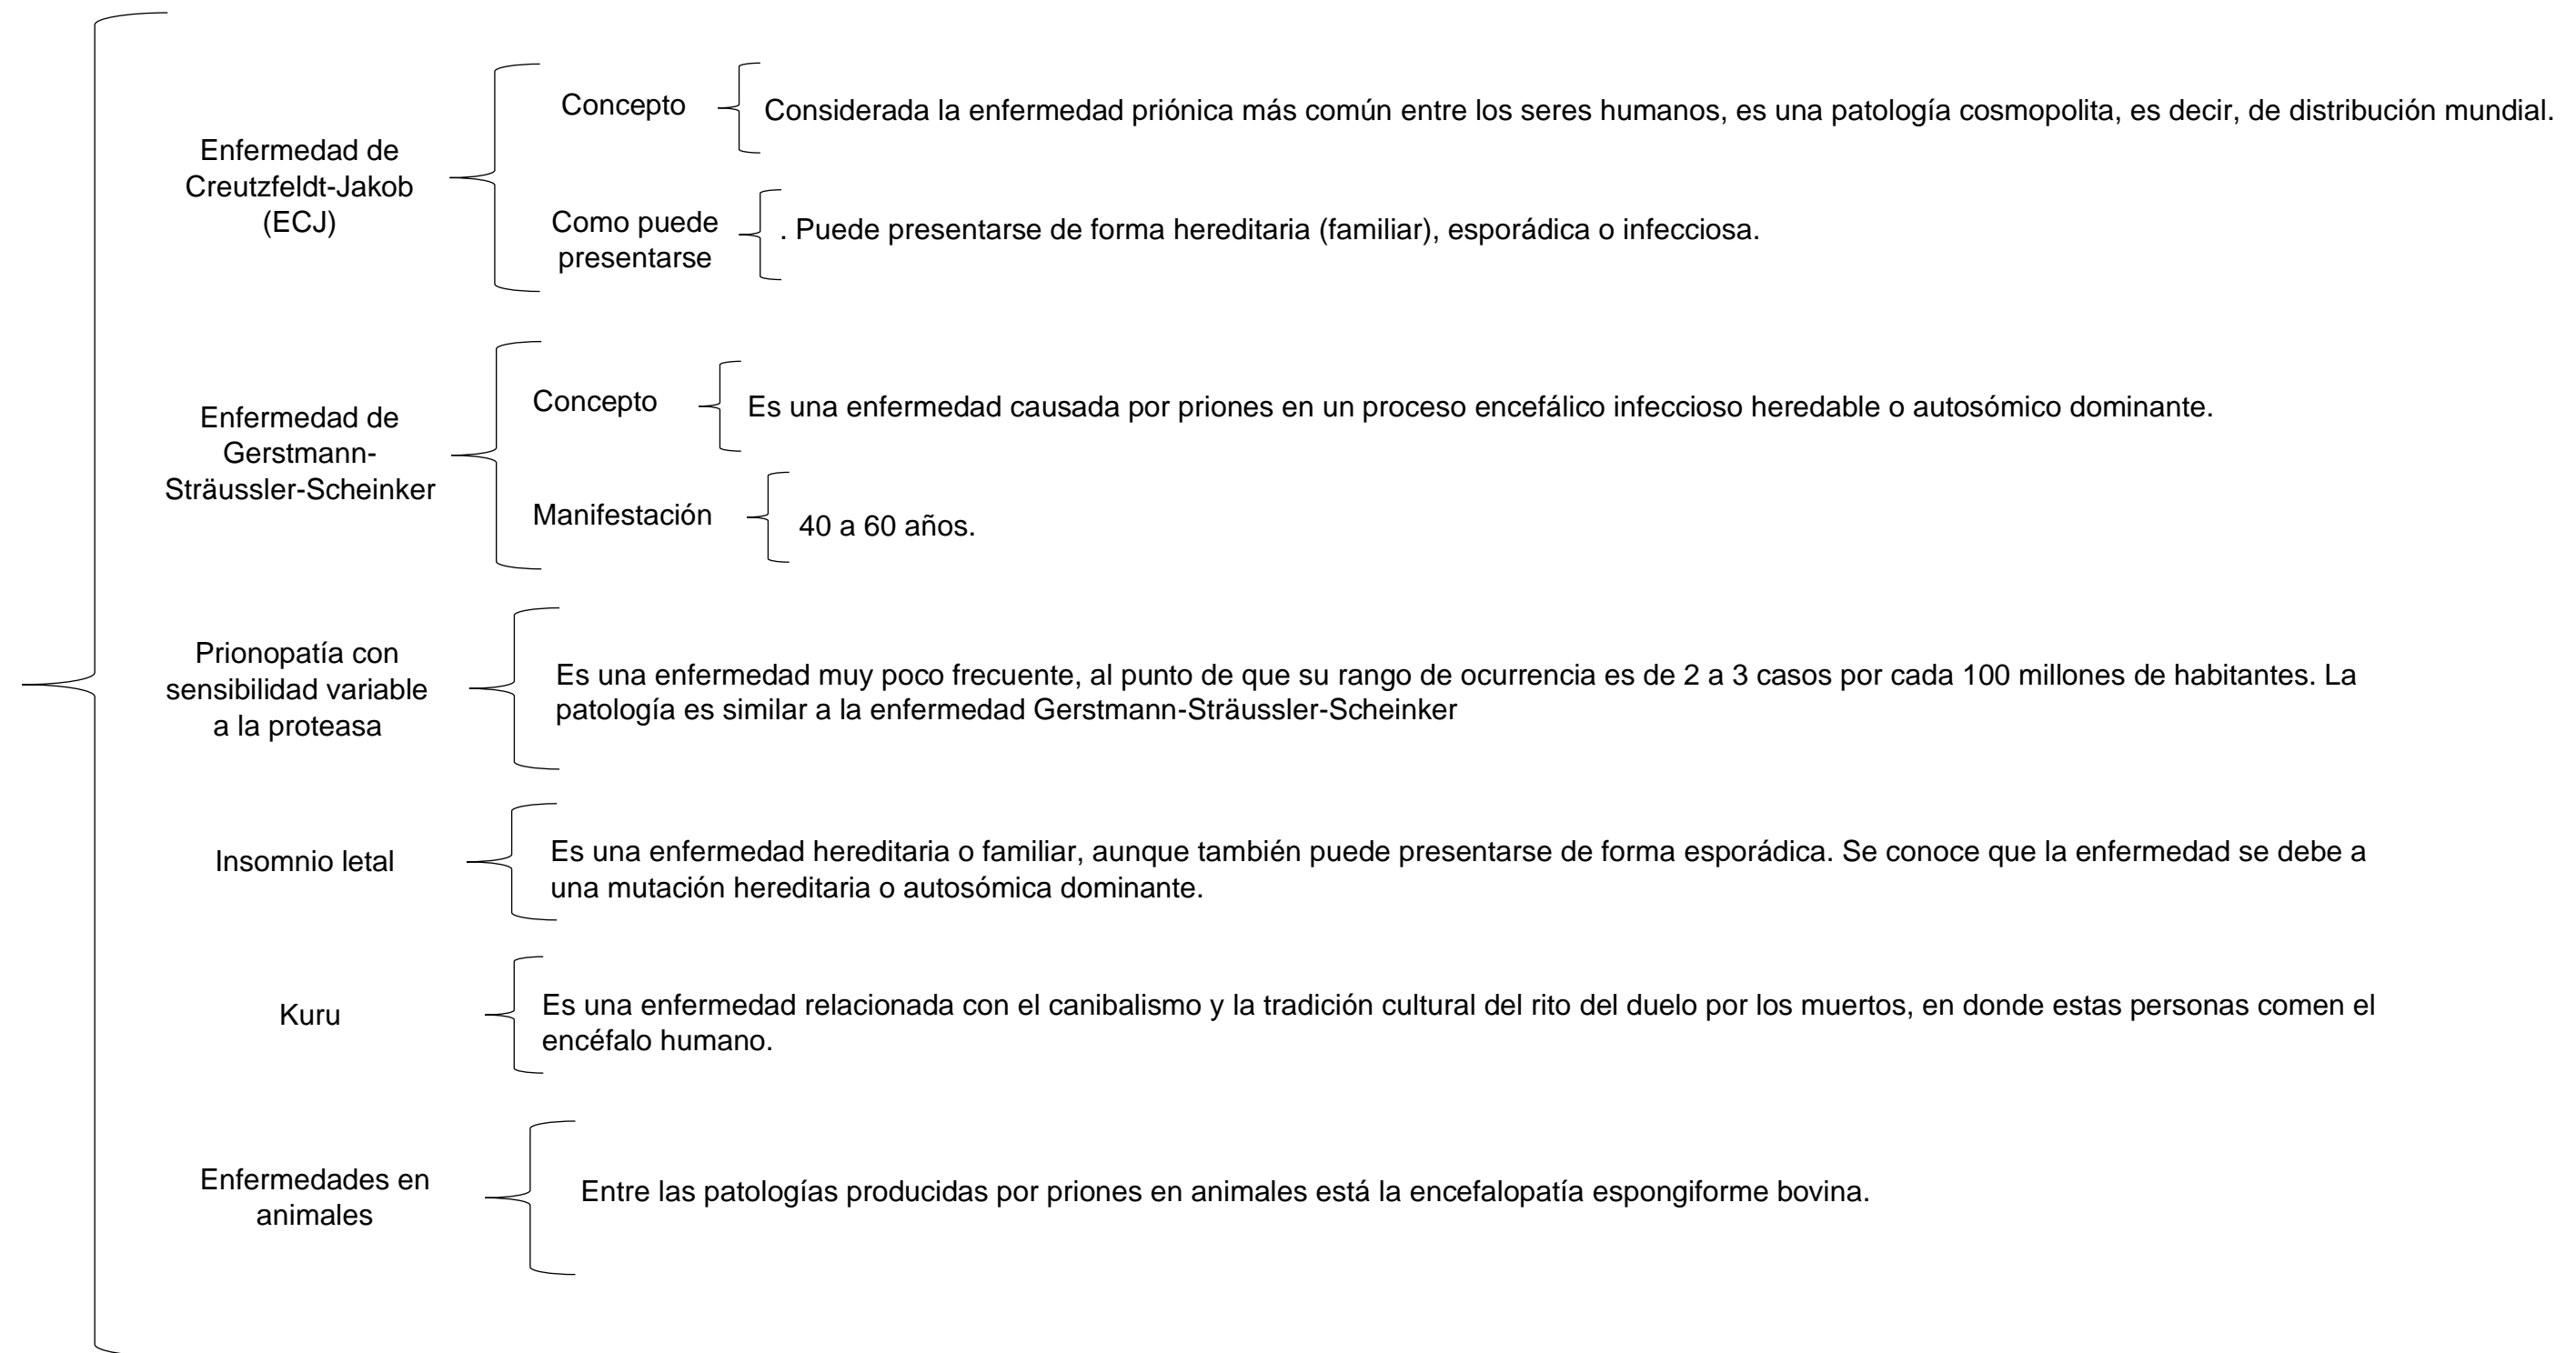 Enfermedad de
Creutzfeldt-Jakob
(ECJ)
Concepto
Considerada la enfermedad priónica más común entre los seres humanos, es una patología cosmopolita, es decir, de distribución mundial.
Como puede
presentarse
. Puede presentarse de forma hereditaria (familiar), esporádica o infecciosa.
Enfermedad de
Gerstmann-
Sträussler-Scheinker
Concepto
Es una enfermedad causada por priones en un proceso encefálico infeccioso heredable o autosómico dominante.
Manifestación
40 a 60 años.
Prionopatía con
sensibilidad variable
a la proteasa
Es una enfermedad muy poco frecuente, al punto de que su rango de ocurrencia es de 2 a 3 casos por cada 100 millones de habitantes. La
patología es similar a la enfermedad Gerstmann-Sträussler-Scheinker
Insomnio letal
Es una enfermedad hereditaria o familiar, aunque también puede presentarse de forma esporádica. Se conoce que la enfermedad se debe a
una mutación hereditaria o autosómica dominante.
Kuru
Es una enfermedad relacionada con el canibalismo y la tradición cultural del rito del duelo por los muertos, en donde estas personas comen el
encéfalo humano.
Enfermedades en
animales
Entre las patologías producidas por priones en animales está la encefalopatía espongiforme bovina.